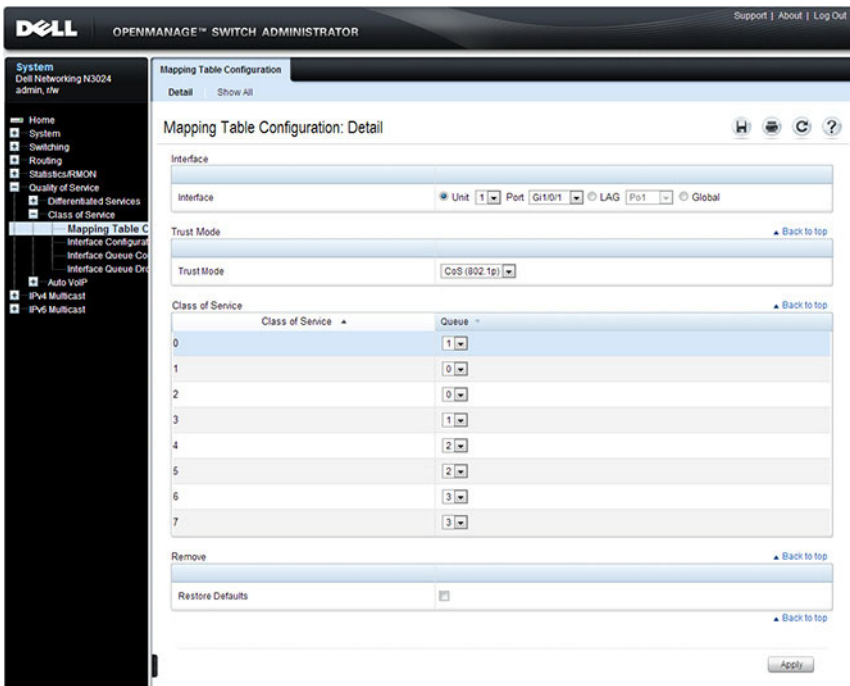 Support | About | Log Out
DELL OPENMANAGE™ SWITCH ADMINISTRATOR
System
Dell Networking N3024
admin, r/w
Home
System
Switching
Routing
Statistics/RMON
Quality of Service
Differentiated Services
Class of Service
Mapping Table C
Interface Configurat
Interface Queue Co
Interface Queue Dro
Auto VoIP
IPv4 Multicast
IPv6 Multicast
Mapping Table Configuration
Detail Show All
Mapping Table Configuration: Detail
Interface
Interface Unit 1 Port Gi1/0/1 LAG Po1 Global
Trust Mode ▲ Back to top
Trust Mode CoS (802.1p)
Class of Service ▲ Back to top
Class of Service ▲ Queue
0 1
1 0
2 0
3 1
4 2
5 2
6 3
7 3
Remove ▲ Back to top
Restore Defaults
▲ Back to top
Apply